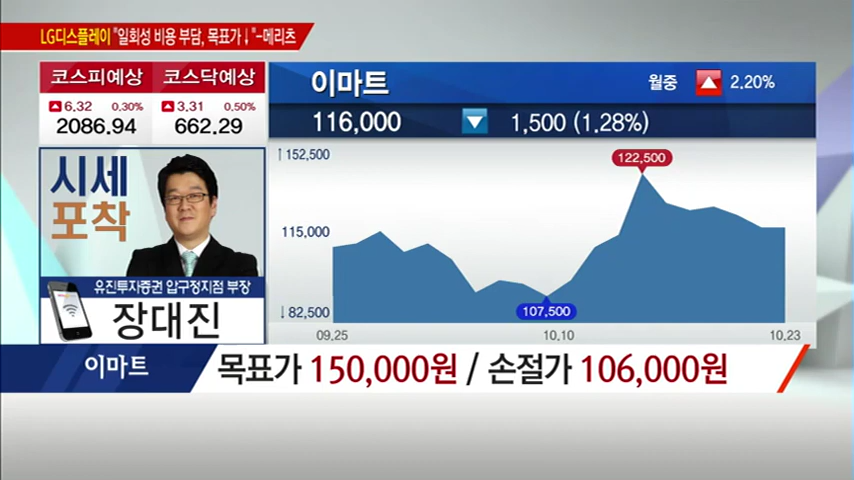 LG디스플레이 "일회성 비용 부담, 목표가↓"-메리츠
코스피예상 코스닥예상
▲ 6,32 0,30% ▲ 3,31 0,50%
2086.94 662.29
이마트 월중 ▲ 2.20%
116,000 ▼ 1,500 (1.28%)
시세
포착
유진투자증권 압구정지점 부장
장대진
↑152,500
115,000
↓82,500
122,500
107,500
09.25 10.10 10.23
이마트 목표가 150,000원 / 손절가 106,000원